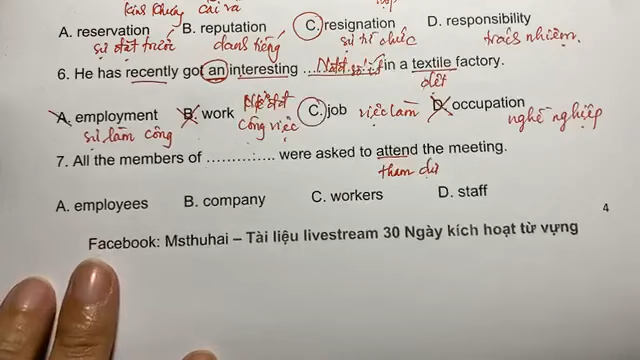 A. reservation B. reputation C. resignation D. responsibility
sự đặt trước danh tiếng sự từ chức trách nhiệm.
6. He has recently got an interesting ... in a textile factory.
dệt
A. employment B. work C. job việc làm D. occupation
sự làm công công việc nghề nghiệp
7. All the members of ............. were asked to attend the meeting.
tham dự
A. employees B. company C. workers D. staff
4
Facebook: Msthuhai – Tài liệu livestream 30 Ngày kích hoạt từ vựng